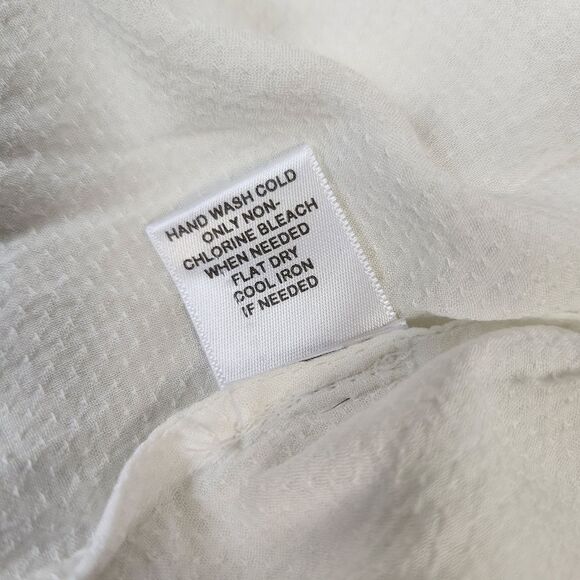 HAND WASH COLD
ONLY NON-
CHLORINE BLEACH
WHEN NEEDED
FLAT DRY
COOL IRON
IF NEEDED